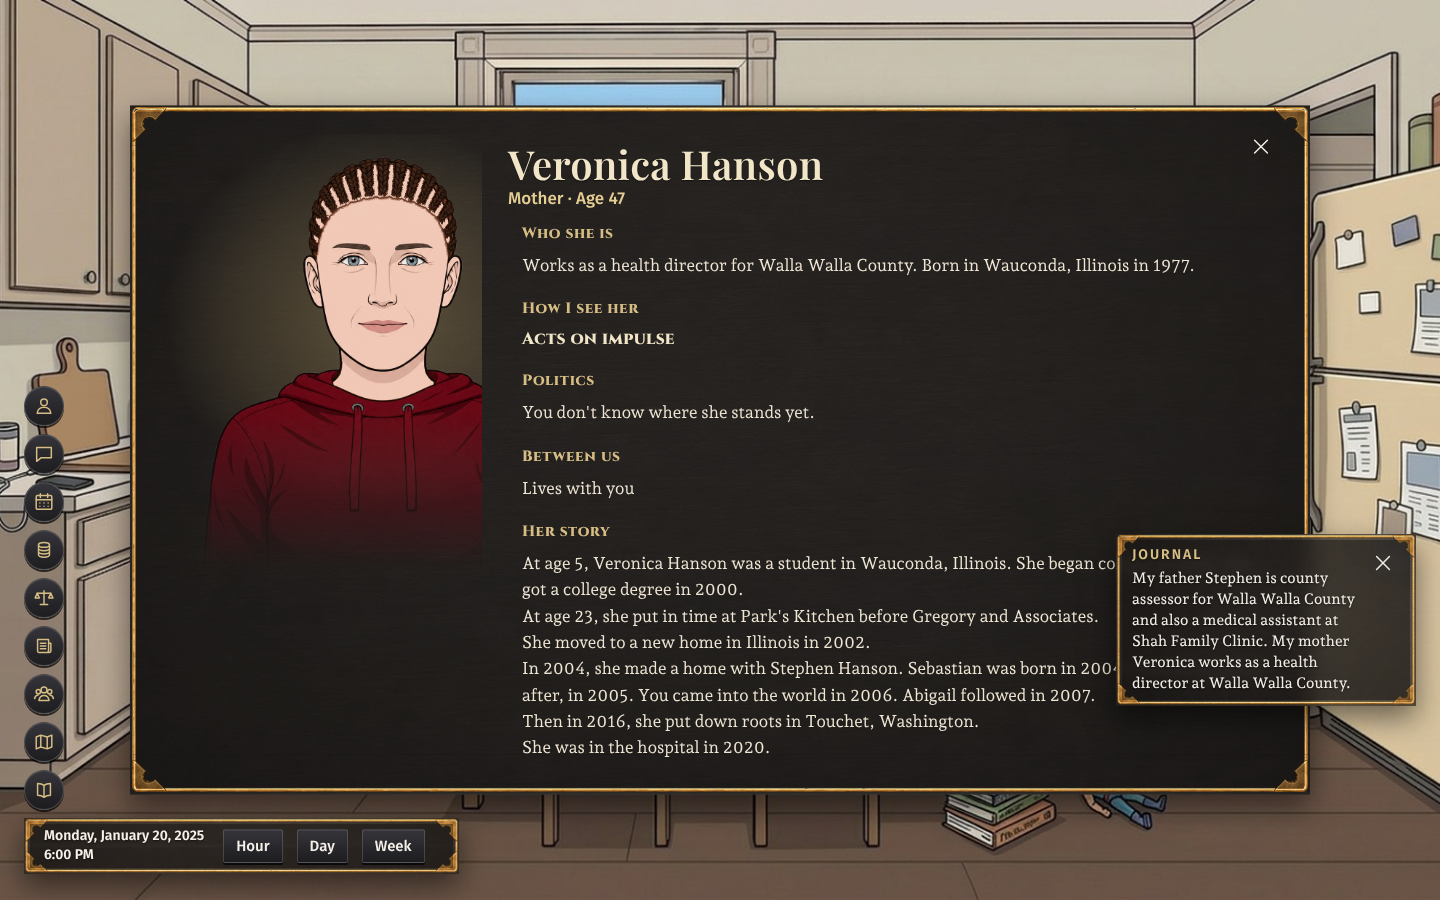 Veronica Hanson
Mother · Age 47
Who she is
Works as a health director for Walla Walla County. Born in Wauconda, Illinois in 1977.
How I see her
Acts on impulse
Politics
You don't know where she stands yet.
Between us
Lives with you
Her story
At age 5, Veronica Hanson was a student in Wauconda, Illinois. She began
got a college degree in 2000.
At age 23, she put in time at Park's Kitchen before Gregory and Associates.
She moved to a new home in Illinois in 2002.
In 2004, she made a home with Stephen Hanson. Sebastian was born in 2004
after, in 2005. You came into the world in 2006. Abigail followed in 2007.
Then in 2016, she put down roots in Touchet, Washington.
She was in the hospital in 2020.
JOURNAL
My father Stephen is county
assessor for Walla Walla County
and also a medical assistant at
Shah Family Clinic. My mother
Veronica works as a health
director at Walla Walla County.
Monday, January 20, 2025
6:00 PM
Hour
Day
Week